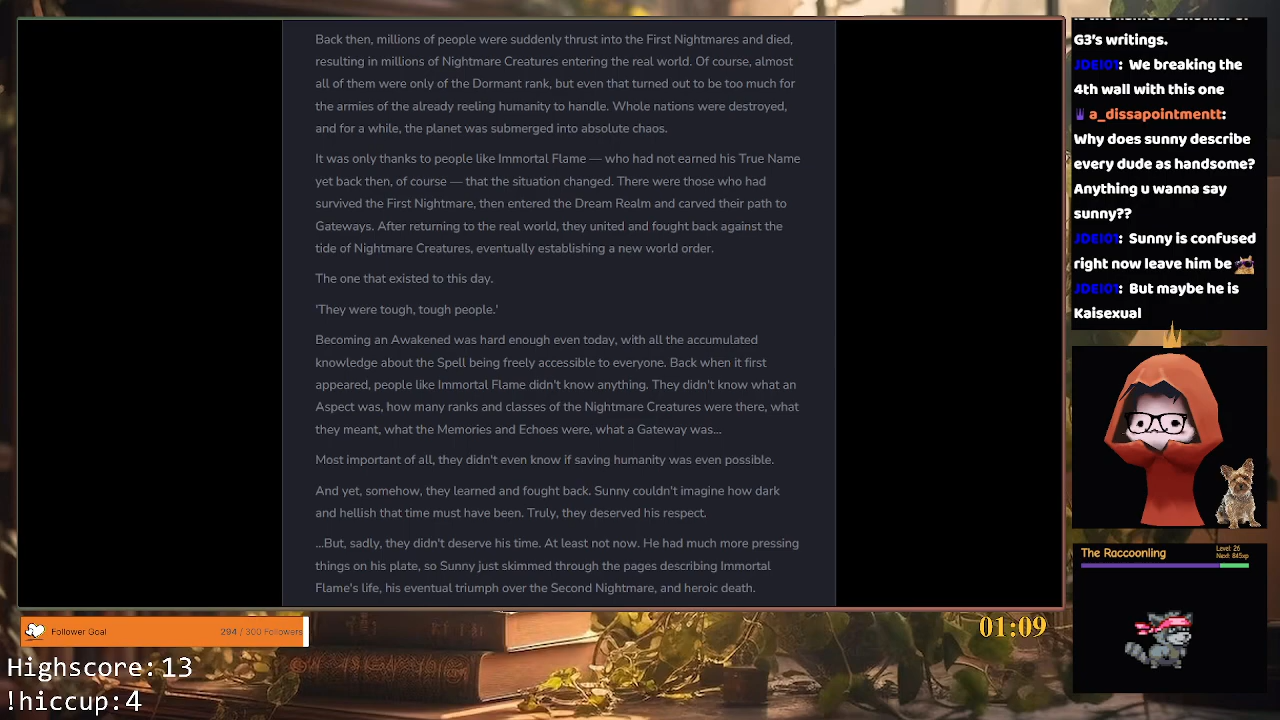 Back then, millions of people were suddenly thrust into the First Nightmares and died,
resulting in millions of Nightmare Creatures entering the real world. Of course, almost
all of them were only of the Dormant rank, but even that turned out to be too much for
the armies of the already reeling humanity to handle. Whole nations were destroyed,
and for a while, the planet was submerged into absolute chaos.
It was only thanks to people like Immortal Flame — who had not earned his True Name
yet back then, of course — that the situation changed. There were those who had
survived the First Nightmare, then entered the Dream Realm and carved their path to
Gateways. After returning to the real world, they united and fought back against the
tide of Nightmare Creatures, eventually establishing a new world order.
The one that existed to this day.
'They were tough, tough people.'
Becoming an Awakened was hard enough even today, with all the accumulated
knowledge about the Spell being freely accessible to everyone. Back when it first
appeared, people like Immortal Flame didn't know anything. They didn't know what an
Aspect was, how many ranks and classes of the Nightmare Creatures were there, what
they meant, what the Memories and Echoes were, what a Gateway was...
Most important of all, they didn't even know if saving humanity was even possible.
And yet, somehow, they learned and fought back. Sunny couldn't imagine how dark
and hellish that time must have been. Truly, they deserved his respect.
...But, sadly, they didn't deserve his time. At least not now. He had much more pressing
things on his plate, so Sunny just skimmed through the pages describing Immortal
Flame's life, his eventual triumph over the Second Nightmare, and heroic death.
G3's writings.
JDEI01: We breaking the
4th wall with this one
a_dissapointmentt:
Why does sunny describe
every dude as handsome?
Anything u wanna say
sunny??
JDEI01: Sunny is confused
right now leave him be
JDEI01: But maybe he is
Kaisexual
The Raccoonling
Level: 26
Next: 845xp
Follower Goal
294 / 300 Followers
01:09
Highscore:13
!hiccup:4